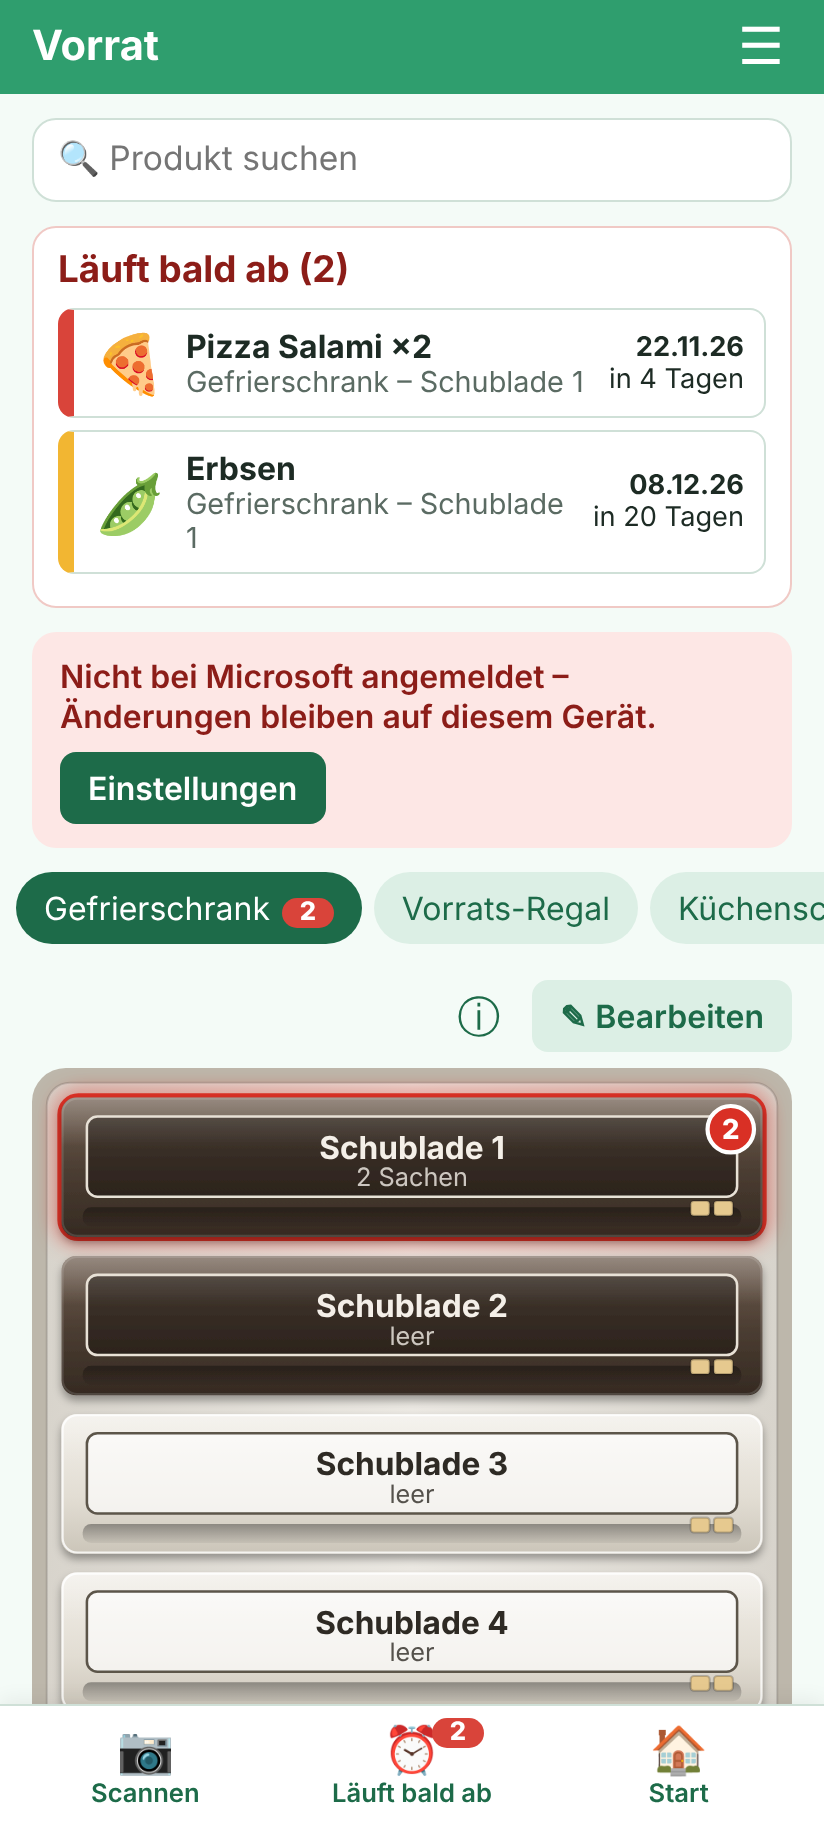 Vorrat
Produkt suchen
Läuft bald ab (2)
Pizza Salami ×2
Gefrierschrank – Schublade 1
22.11.26
in 4 Tagen
Erbsen
Gefrierschrank – Schublade
1
08.12.26
in 20 Tagen
Nicht bei Microsoft angemeldet –
Änderungen bleiben auf diesem Gerät.
Einstellungen
Gefrierschrank 2
Vorrats-Regal
Küchensc
ⓘ
✎ Bearbeiten
2
Schublade 1
2 Sachen
Schublade 2
leer
Schublade 3
leer
Schublade 4
leer
Scannen
2
Läuft bald ab
Start